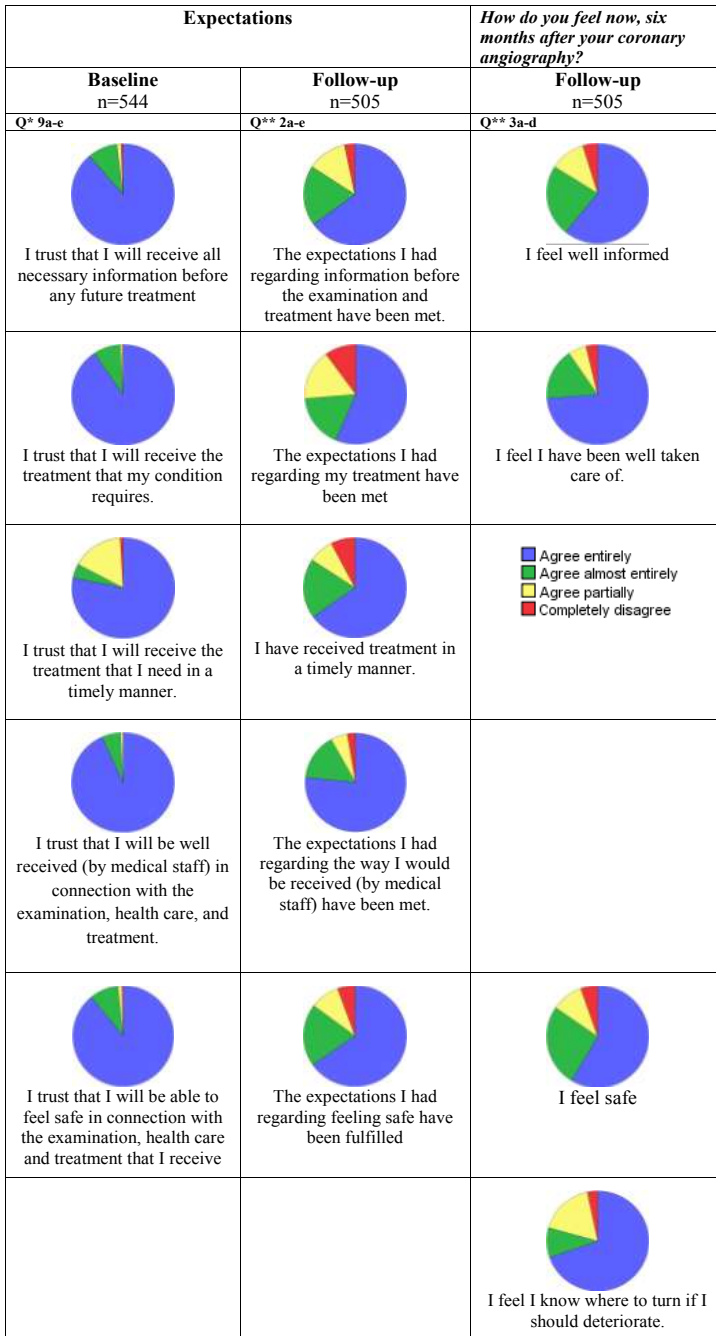 Expectations
How do you feel now, six
months after your coronary
angiography?
Baseline
n=544
Follow-up
n=505
Follow-up
n=505
Q* 9a-e
Q** 2a-e
Q** 3a-d
I trust that I will receive all
necessary information before
any future treatment
The expectations I had
regarding information before
the examination and
treatment have been met.
I feel well informed
I trust that I will receive the
treatment that my condition
requires.
The expectations I had
regarding my treatment have
been met
I feel I have been well taken
care of.
I trust that I will receive the
treatment that I need in a
timely manner.
I have received treatment in
a timely manner.
Agree entirely
Agree almost entirely
Agree partially
Completely disagree
I trust that I will be well
received (by medical staff) in
connection with the
examination, health care, and
treatment.
The expectations I had
regarding the way I would
be received (by medical
staff) have been met.
I trust that I will be able to
feel safe in connection with
the examination, health care
and treatment that I receive
The expectations I had
regarding feeling safe have
been fulfilled
I feel safe
I feel I know where to turn if I
should deteriorate.